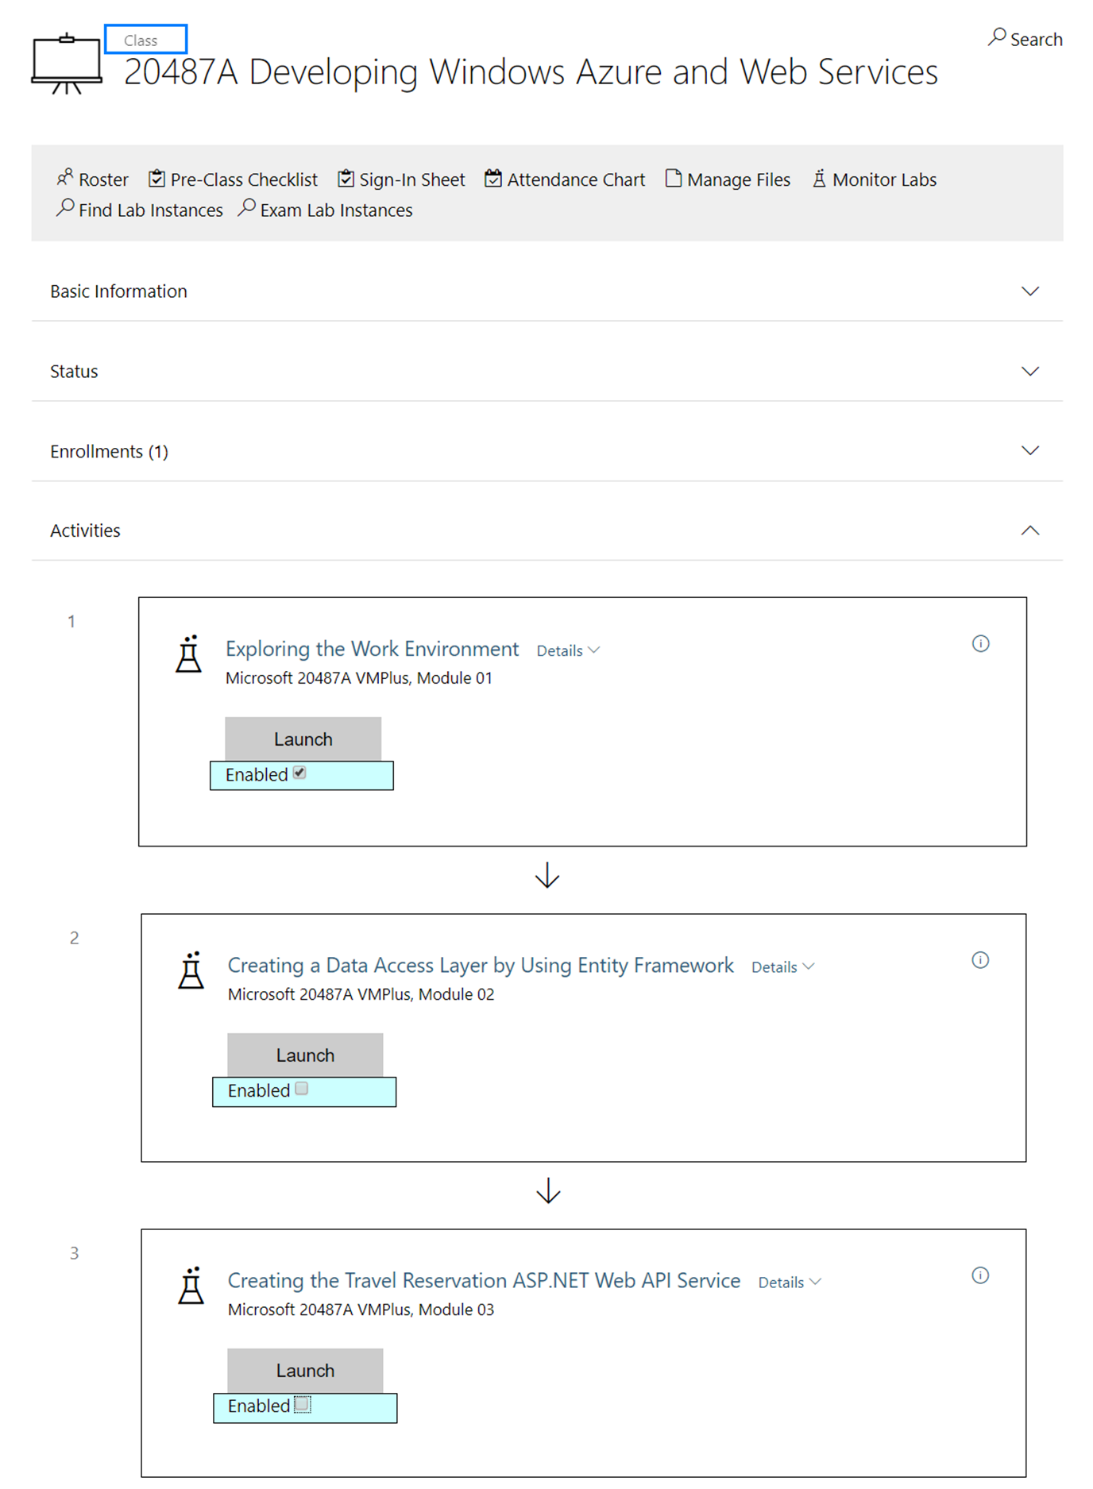 Class
Search
20487A Developing Windows Azure and Web Services
Roster Pre-Class Checklist Sign-In Sheet Attendance Chart Manage Files Monitor Labs
Find Lab Instances Exam Lab Instances
Basic Information
Status
Enrollments (1)
Activities
1
Exploring the Work Environment Details
Microsoft 20487A VMPlus, Module 01
Launch
Enabled
2
Creating a Data Access Layer by Using Entity Framework Details
Microsoft 20487A VMPlus, Module 02
Launch
Enabled
3
Creating the Travel Reservation ASP.NET Web API Service Details
Microsoft 20487A VMPlus, Module 03
Launch
Enabled